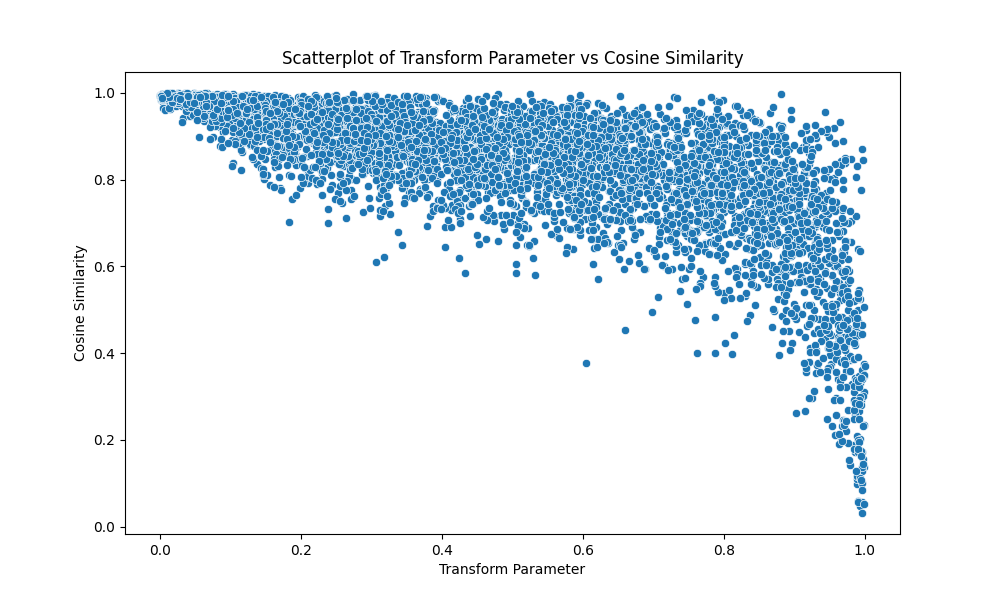 Scatterplot of Transform Parameter vs Cosine Similarity
1.0
0.8
0.6
0.4
0.2
0.0
Cosine Similarity
0.0 0.2 0.4 0.6 0.8 1.0
Transform Parameter